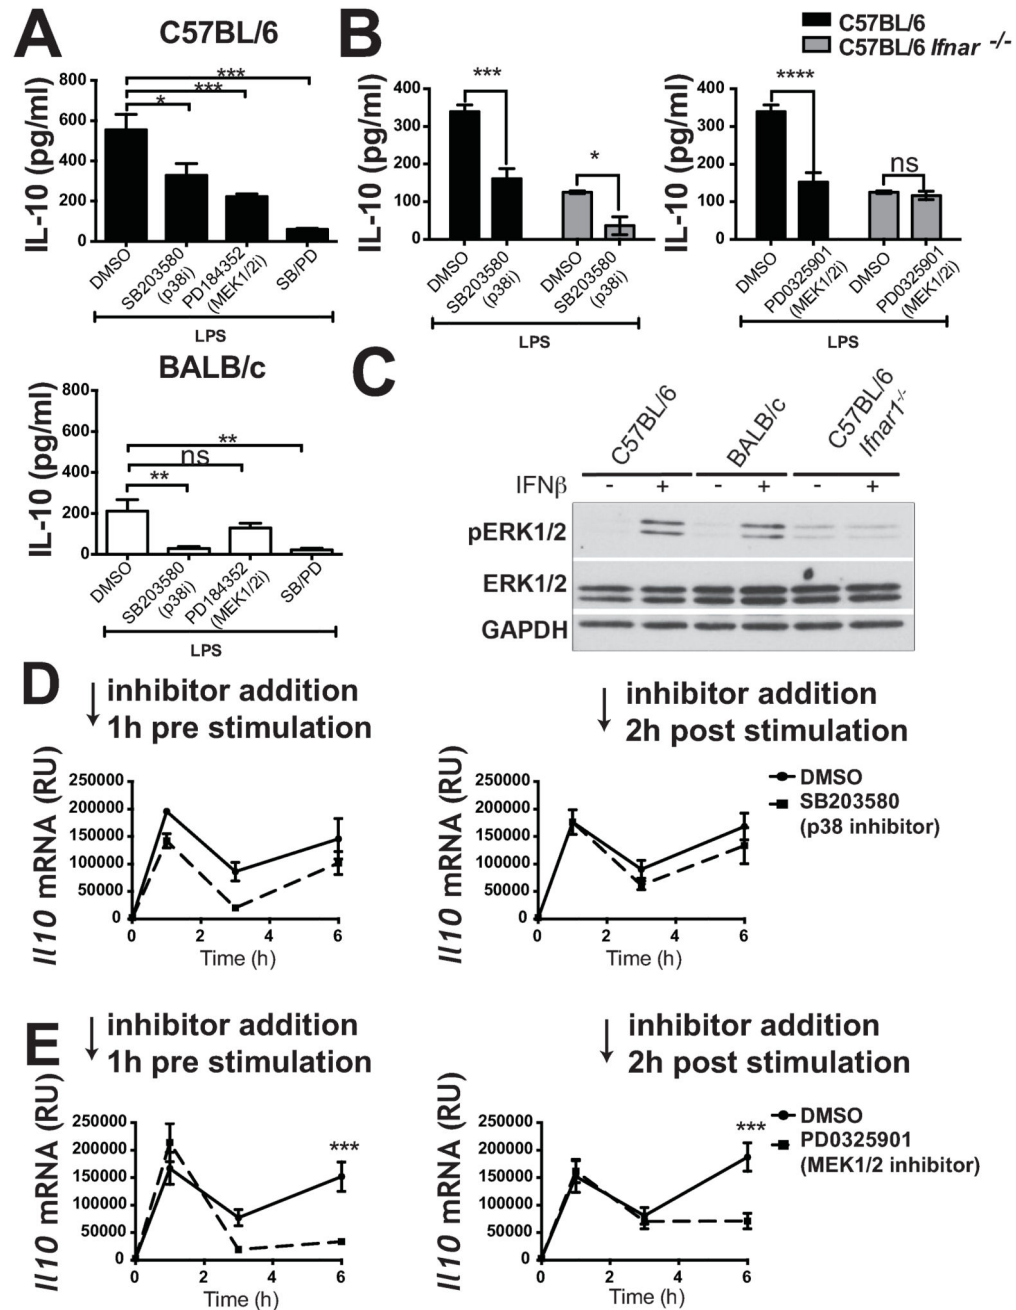 A
C57BL/6
IL-10 (pg/ml)
800
600
400
200
0
***
***
*
DMSO
SB203580
(p38i)
PD184352
(MEK1/2i)
SB/PD
LPS
BALB/c
IL-10 (pg/ml)
800
600
400
200
0
**
ns
**
DMSO
SB203580
(p38i)
PD184352
(MEK1/2i)
SB/PD
LPS
B
C57BL/6
C57BL/6 Ifnar -/-
IL-10 (pg/ml)
400
300
200
100
0
***
*
DMSO
SB203580
(p38i)
DMSO
SB203580
(p38i)
LPS
IL-10 (pg/ml)
400
300
200
100
0
****
ns
DMSO
PD0325901
(MEK1/2i)
DMSO
PD0325901
(MEK1/2i)
LPS
C
C57BL/6
BALB/c
C57BL/6
Ifnar1-/-
IFNβ - + - + - +
pERK1/2
ERK1/2
GAPDH
D
inhibitor addition
1h pre stimulation
Il10 mRNA (RU)
250000
200000
150000
100000
50000
0
0 2 4 6
Time (h)
inhibitor addition
2h post stimulation
Il10 mRNA (RU)
250000
200000
150000
100000
50000
0
0 2 4 6
Time (h)
DMSO
SB203580
(p38 inhibitor)
E
inhibitor addition
1h pre stimulation
Il10 mRNA (RU)
250000
200000
150000
100000
50000
0
***
0 2 4 6
Time (h)
inhibitor addition
2h post stimulation
Il10 mRNA (RU)
250000
200000
150000
100000
50000
0
***
0 2 4 6
Time (h)
DMSO
PD0325901
(MEK1/2 inhibitor)